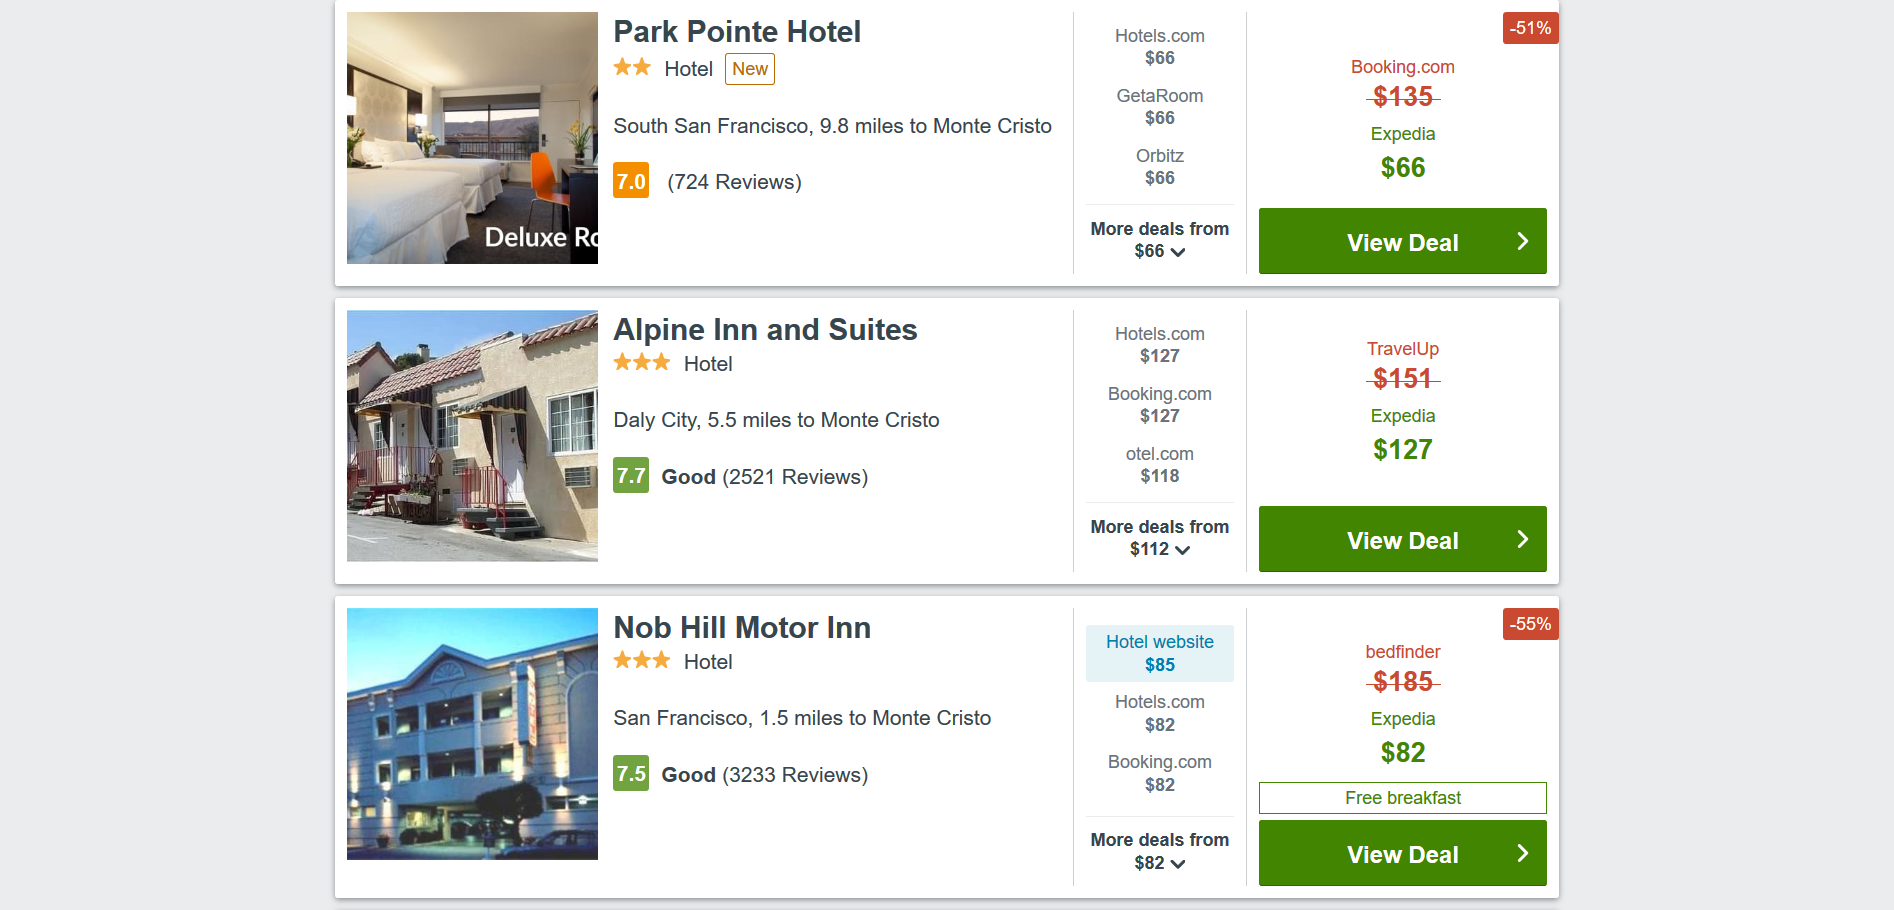 Park Pointe Hotel
Hotel New
South San Francisco, 9.8 miles to Monte Cristo
7.0 (724 Reviews)
Deluxe
Hotels.com
$66
GetaRoom
$66
Orbitz
$66
More deals from
$66
-51%
Booking.com
$135
Expedia
$66
View Deal
Alpine Inn and Suites
Hotel
Daly City, 5.5 miles to Monte Cristo
7.7 Good (2521 Reviews)
Hotels.com
$127
Booking.com
$127
otel.com
$118
More deals from
$112
TravelUp
$151
Expedia
$127
View Deal
Nob Hill Motor Inn
Hotel
San Francisco, 1.5 miles to Monte Cristo
7.5 Good (3233 Reviews)
Hotel website
$85
Hotels.com
$82
Booking.com
$82
More deals from
$82
-55%
bedfinder
$185
Expedia
$82
Free breakfast
View Deal